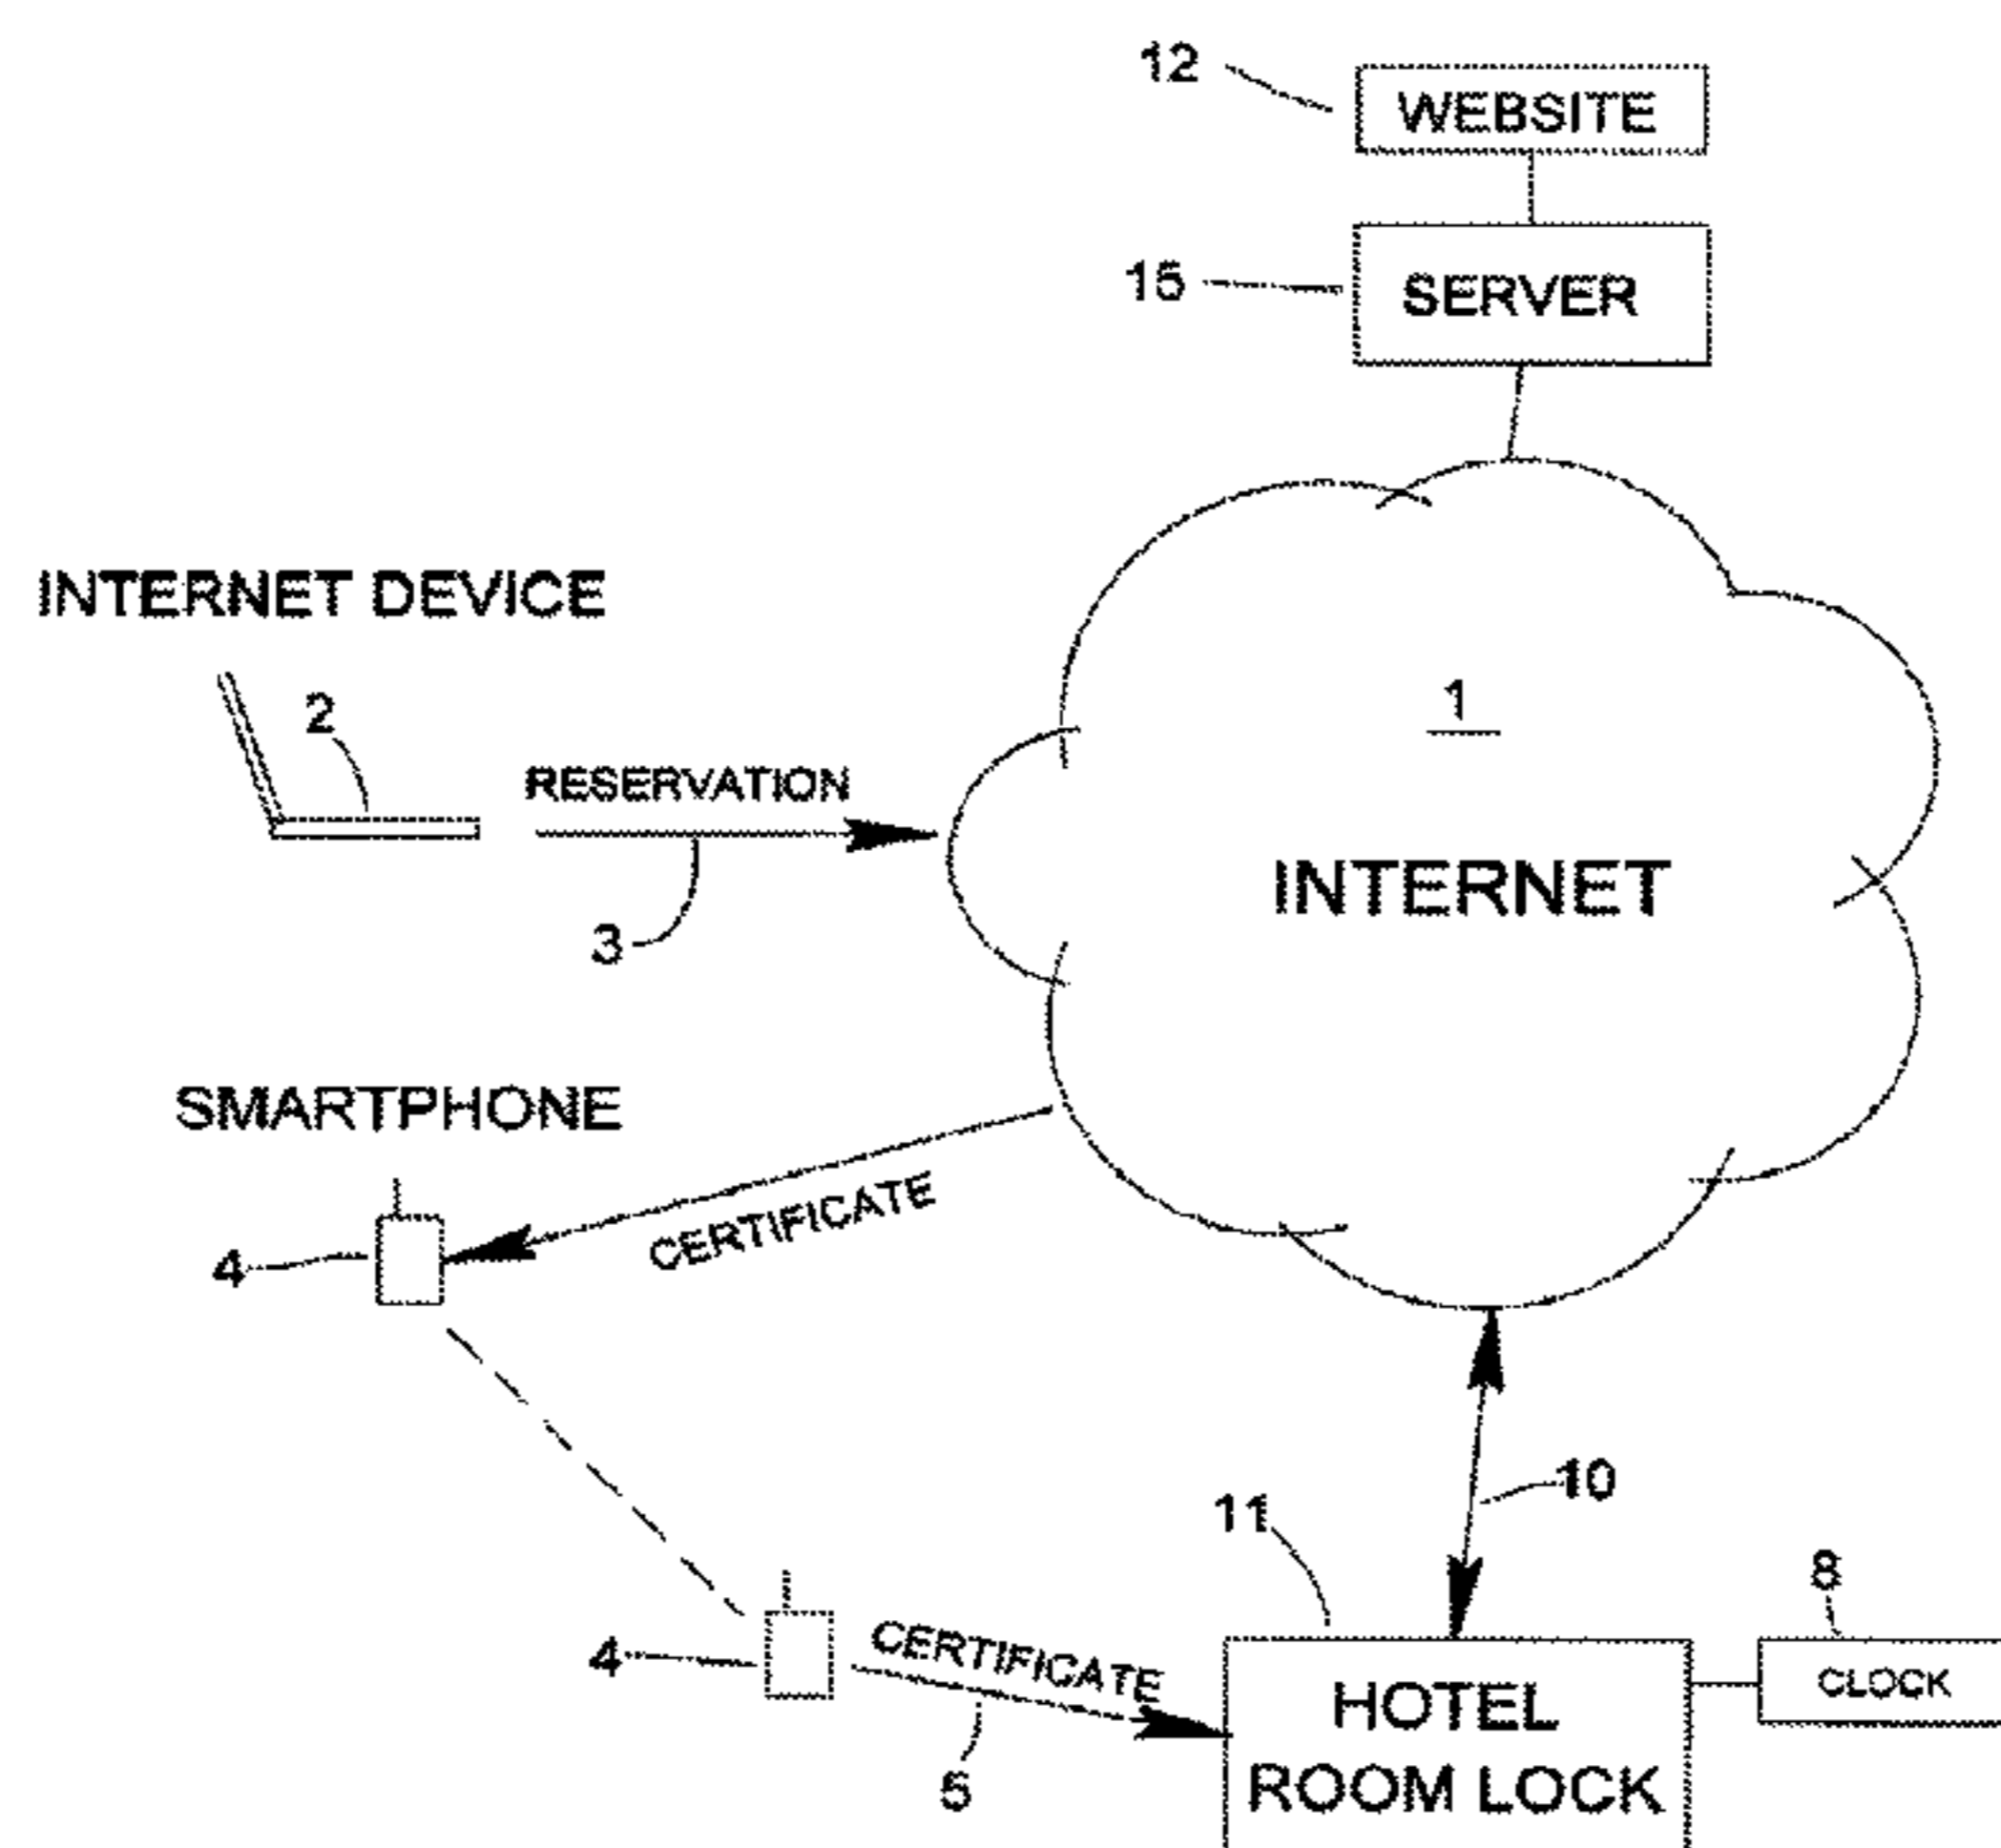 12
WEBSITE
15
SERVER
INTERNET DEVICE
2
RESERVATION
3
1
INTERNET
SMARTPHONE
4
CERTIFICATE
10
11
8
4
CERTIFICATE
5
HOTEL
ROOM LOCK
CLOCK